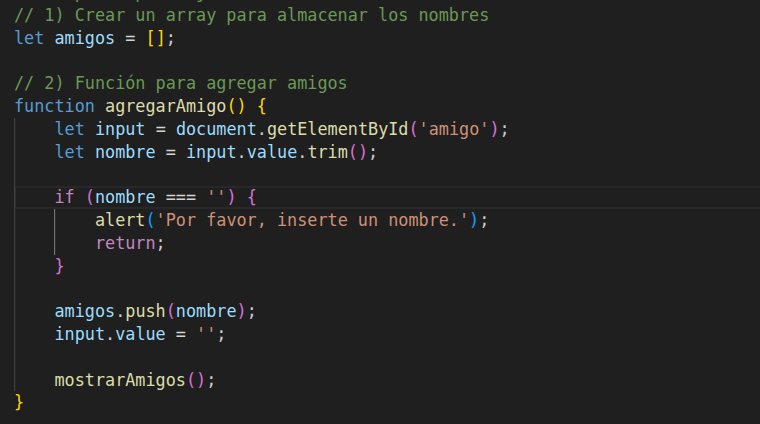 // 1) Crear un array para almacenar los nombres
let amigos = [];
// 2) Función para agregar amigos
function agregarAmigo() {
    let input = document.getElementById('amigo');
    let nombre = input.value.trim();
    if (nombre === '') {
        alert('Por favor, inserte un nombre.');
        return;
    }
    amigos.push(nombre);
    input.value = '';
    mostrarAmigos();
}